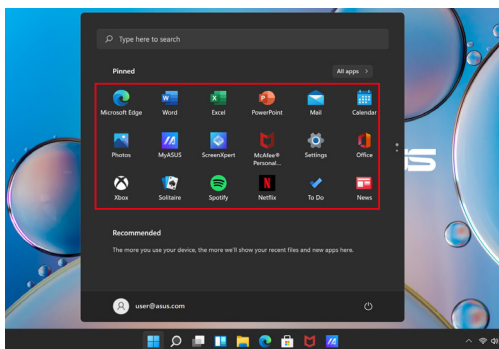 Type here to search
Pinned
All apps >
Microsoft Edge
Word
Excel
PowerPoint
Mail
Calendar
Photos
MyASUS
ScreenXpert
McAfee® Personal...
Settings
Office
Xbox
Solitaire
Spotify
Netflix
To Do
News
Recommended
The more you use your device, the more we'll show your recent files and new apps here.
user@asus.com